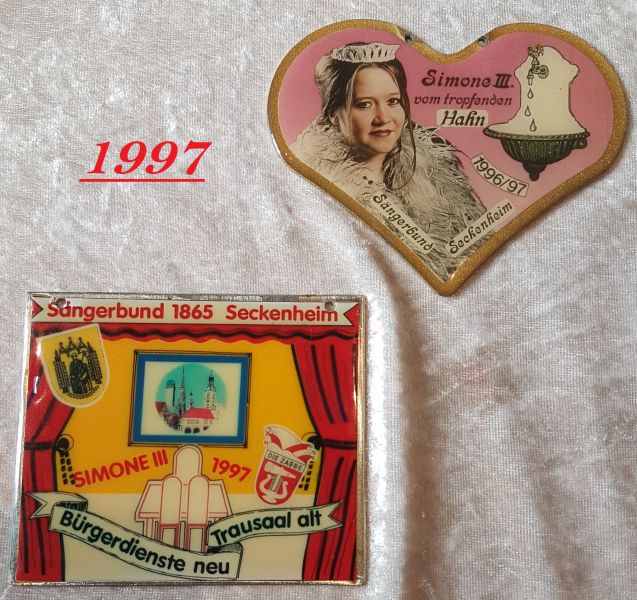 1997
Simone III.
vom tropfenden
Hahn
1996/97
Sängerbund Seckenheim
Sängerbund 1865 Seckenheim
SIMONE III 1997
DIE ZABBE
Bürgerdienste neu
Trausaal alt